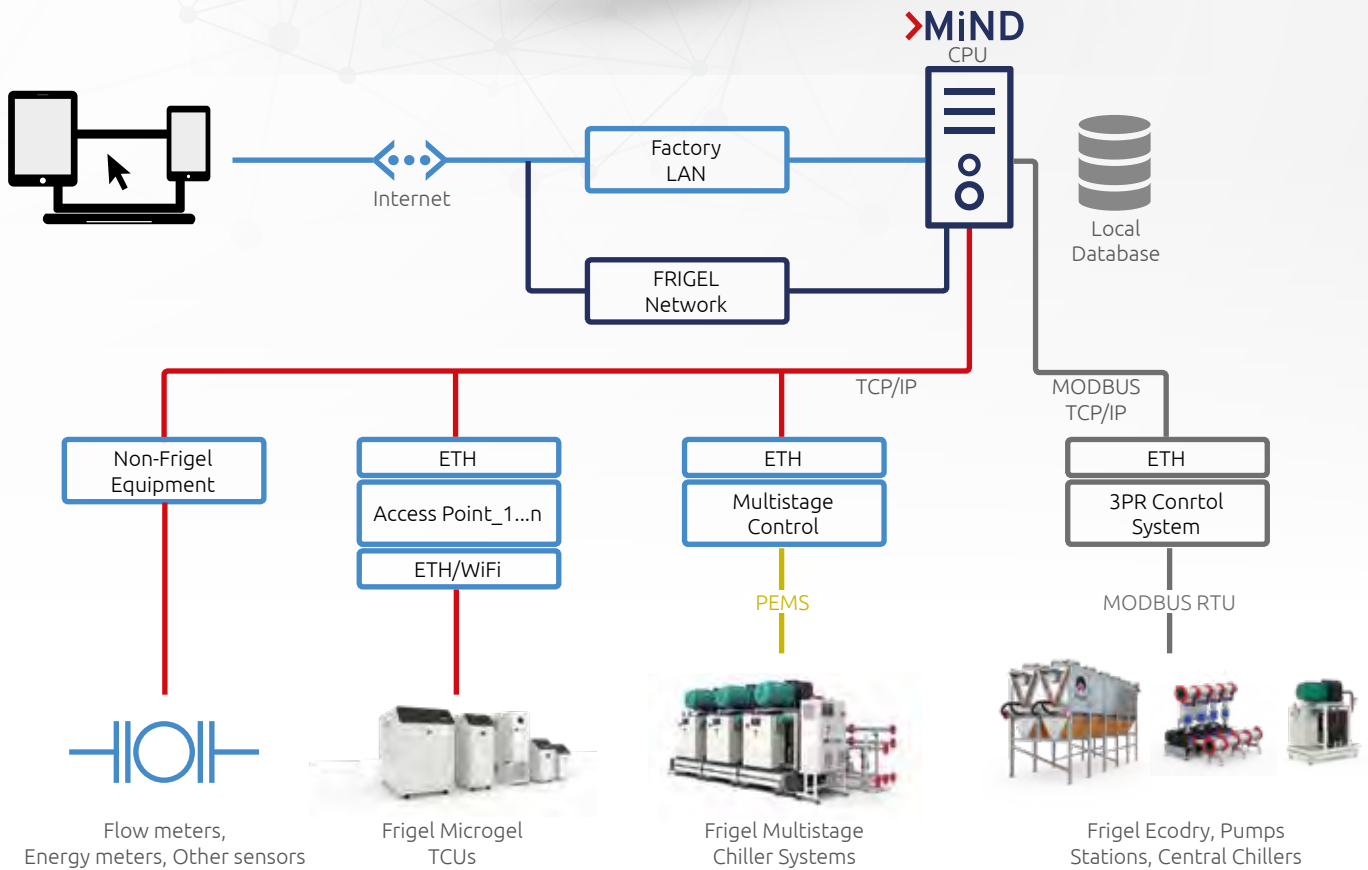 MiND
CPU
Factory
LAN
Internet
Local
Database
FRIGEL
Network
TCP/IP
MODBUS
TCP/IP
Non-Frigel
Equipment
ETH
Access Point_1...n
ETH/WiFi
ETH
Multistage
Control
ETH
3PR Conrtol
System
PEMS
MODBUS RTU
Flow meters,
Energy meters, Other sensors
Frigel Microgel
TCUs
Frigel Multistage
Chiller Systems
Frigel Ecodry, Pumps
Stations, Central Chillers